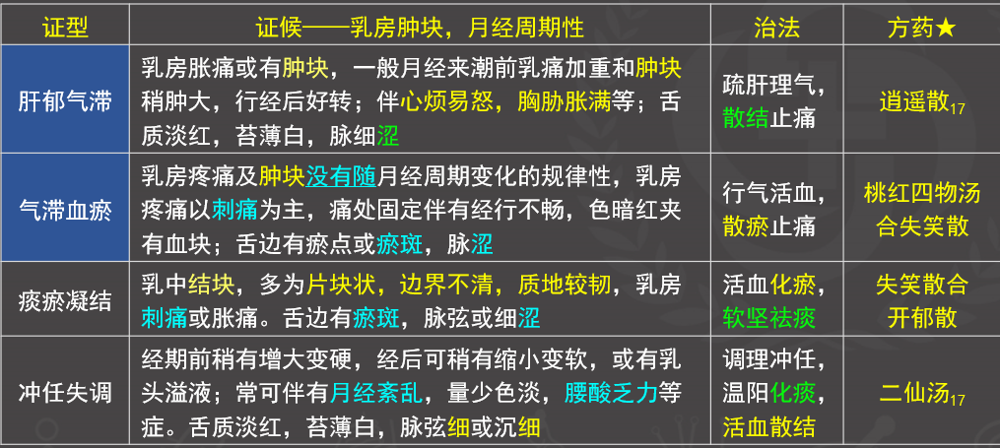 证型 证候——乳房肿块，月经周期性 治法 方药★
肝郁气滞
乳房胀痛或有肿块，一般月经来潮前乳痛加重和肿块
稍肿大，行经后好转；伴心烦易怒，胸胁胀满等；舌
质淡红，苔薄白，脉细涩
疏肝理气，
散结止痛
逍遥散17
气滞血瘀
乳房疼痛及肿块没有随月经周期变化的规律性，乳房
疼痛以刺痛为主，痛处固定伴有经行不畅，色暗红夹
有血块；舌边有瘀点或瘀斑，脉涩
行气活血，
散瘀止痛
桃红四物汤
合失笑散
痰瘀凝结
乳中结块，多为片块状，边界不清，质地较韧，乳房
刺痛或胀痛。舌边有瘀斑，脉弦或细涩
活血化瘀，
软坚祛痰
失笑散合
开郁散
冲任失调
经期前稍有增大变硬，经后可稍有缩小变软，或有乳
头溢液；常可伴有月经紊乱，量少色淡，腰酸乏力等
症。舌质淡红，苔薄白，脉弦细或沉细
调理冲任，
温阳化痰，
活血散结
二仙汤17